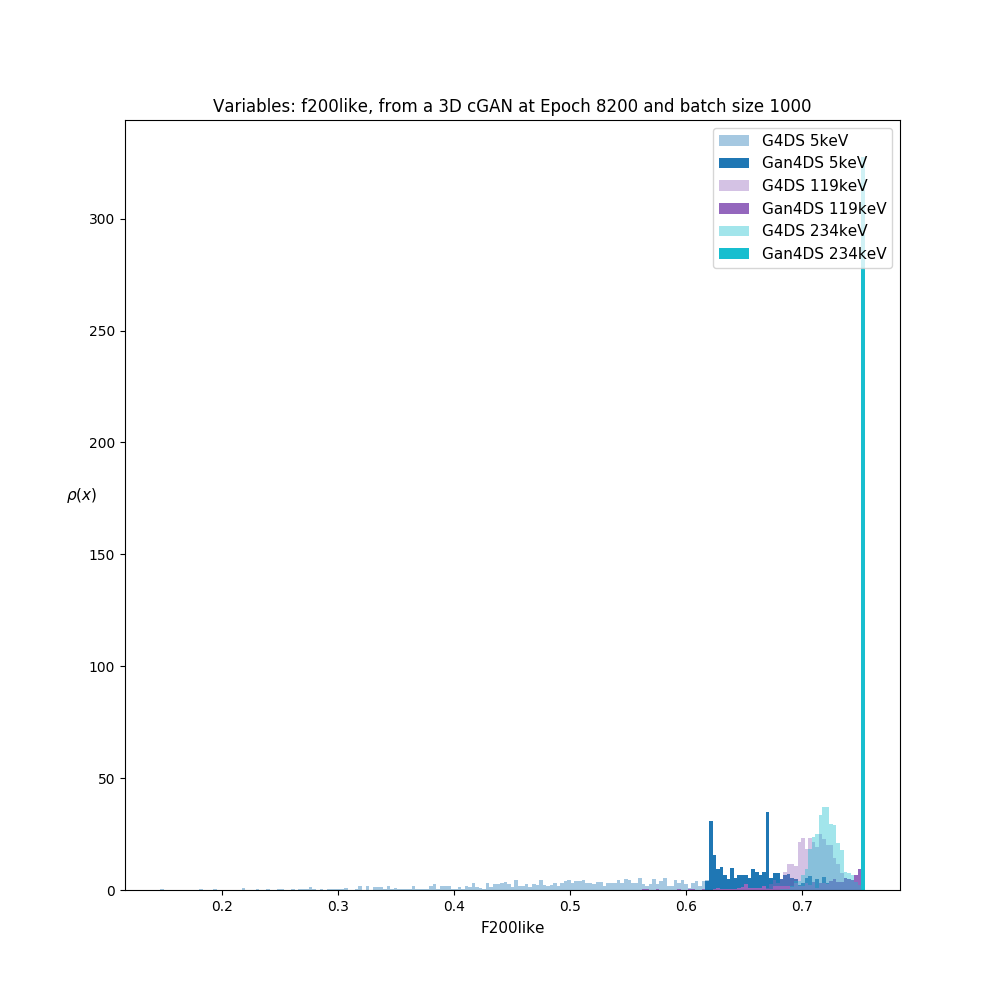 Variables: f200like, from a 3D cGAN at Epoch 8200 and batch size 1000
G4DS 5keV
Gan4DS 5keV
G4DS 119keV
Gan4DS 119keV
G4DS 234keV
Gan4DS 234keV
300
250
200
ρ(x)
150
100
50
0
0.2 0.3 0.4 0.5 0.6 0.7
F200like